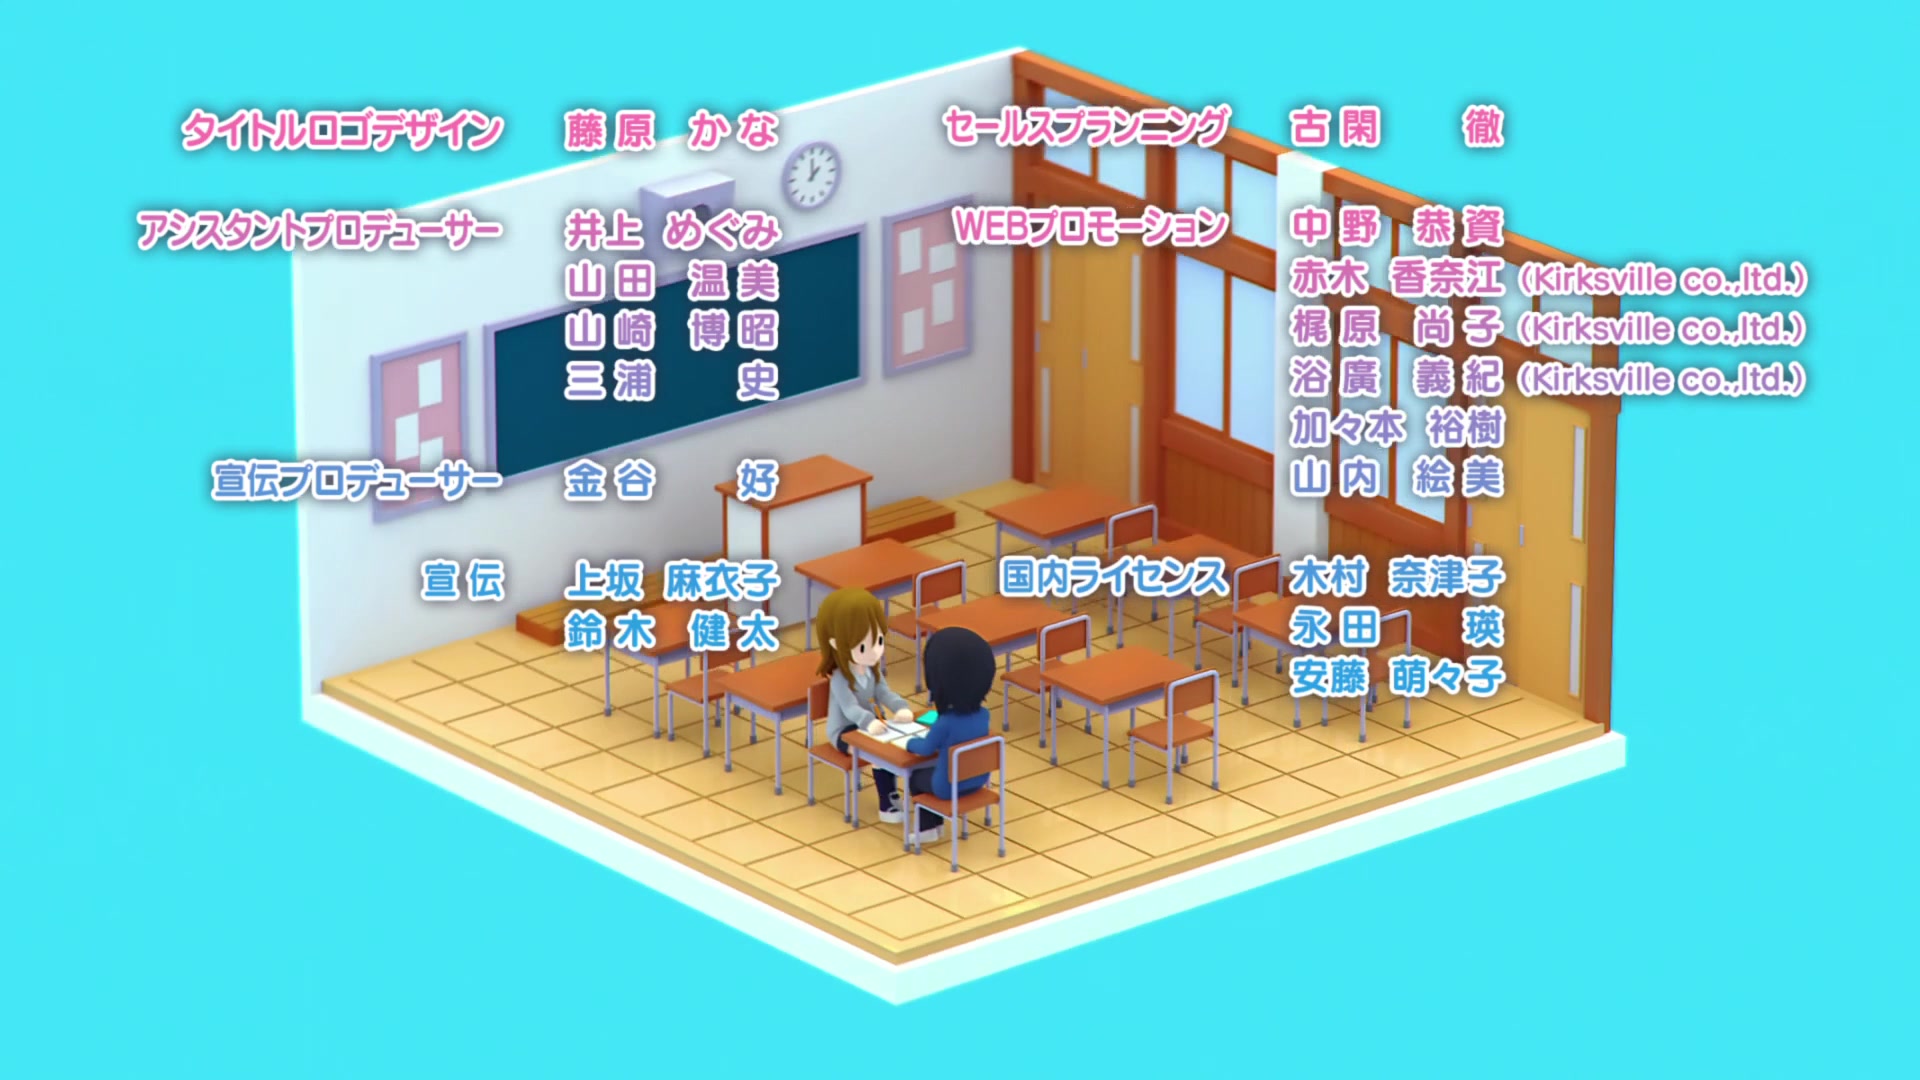 タイトルロゴデザイン 藤原 かな
アシスタントプロデューサー 井上 めぐみ
山田 温美
山崎 博昭
三浦 史
宣伝プロデューサー 金谷 好
宣伝 上坂 麻衣子
鈴木 健太
セールスプランニング 古閑 徹
WEBプロモーション 中野 恭資
赤木 香奈江 (Kirksville co.,ltd.)
梶原 尚子 (Kirksville co.,ltd.)
浴廣 義紀 (Kirksville co.,ltd.)
加々本 裕樹
山内 絵美
国内ライセンス 木村 奈津子
永田 瑛
安藤 萌々子